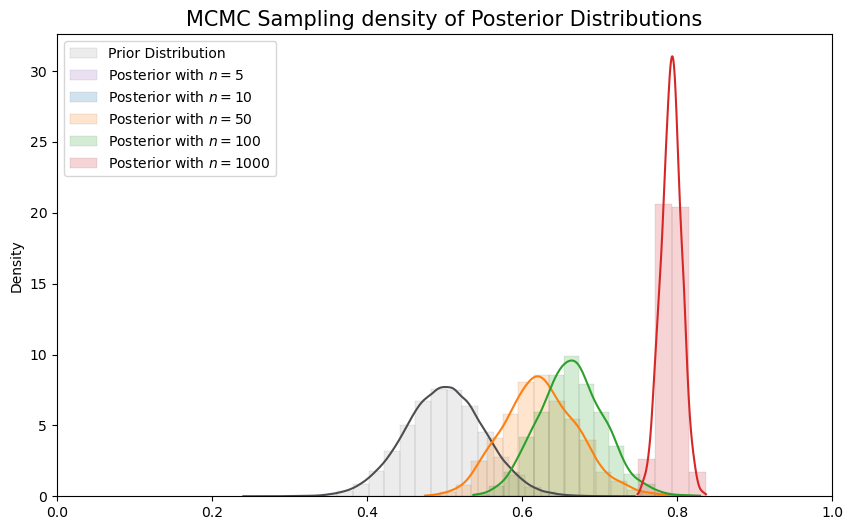 MCMC Sampling density of Posterior Distributions
Prior Distribution
Posterior with n = 5
Posterior with n = 10
Posterior with n = 50
Posterior with n = 100
Posterior with n = 1000
Density
30
25
20
15
10
5
0
0.0 0.2 0.4 0.6 0.8 1.0